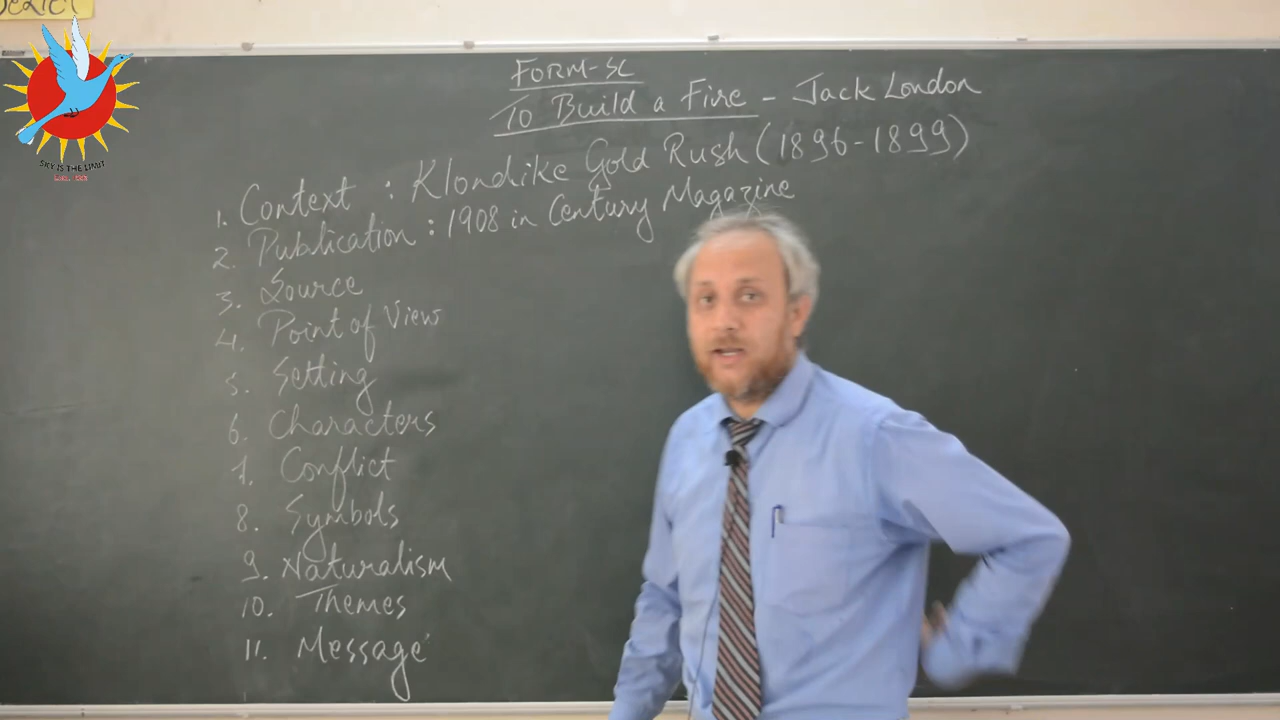 SKY IS THE LIMIT
FORM-SC
To Build a Fire - Jack London
1. Context : Klondike Gold Rush (1896-1899)
2. Publication : 1908 in Century Magazine
3. Source
4. Point of View
5. Setting
6. Characters
7. Conflict
8. Symbols
9. Naturalism
10. Themes
11. Message